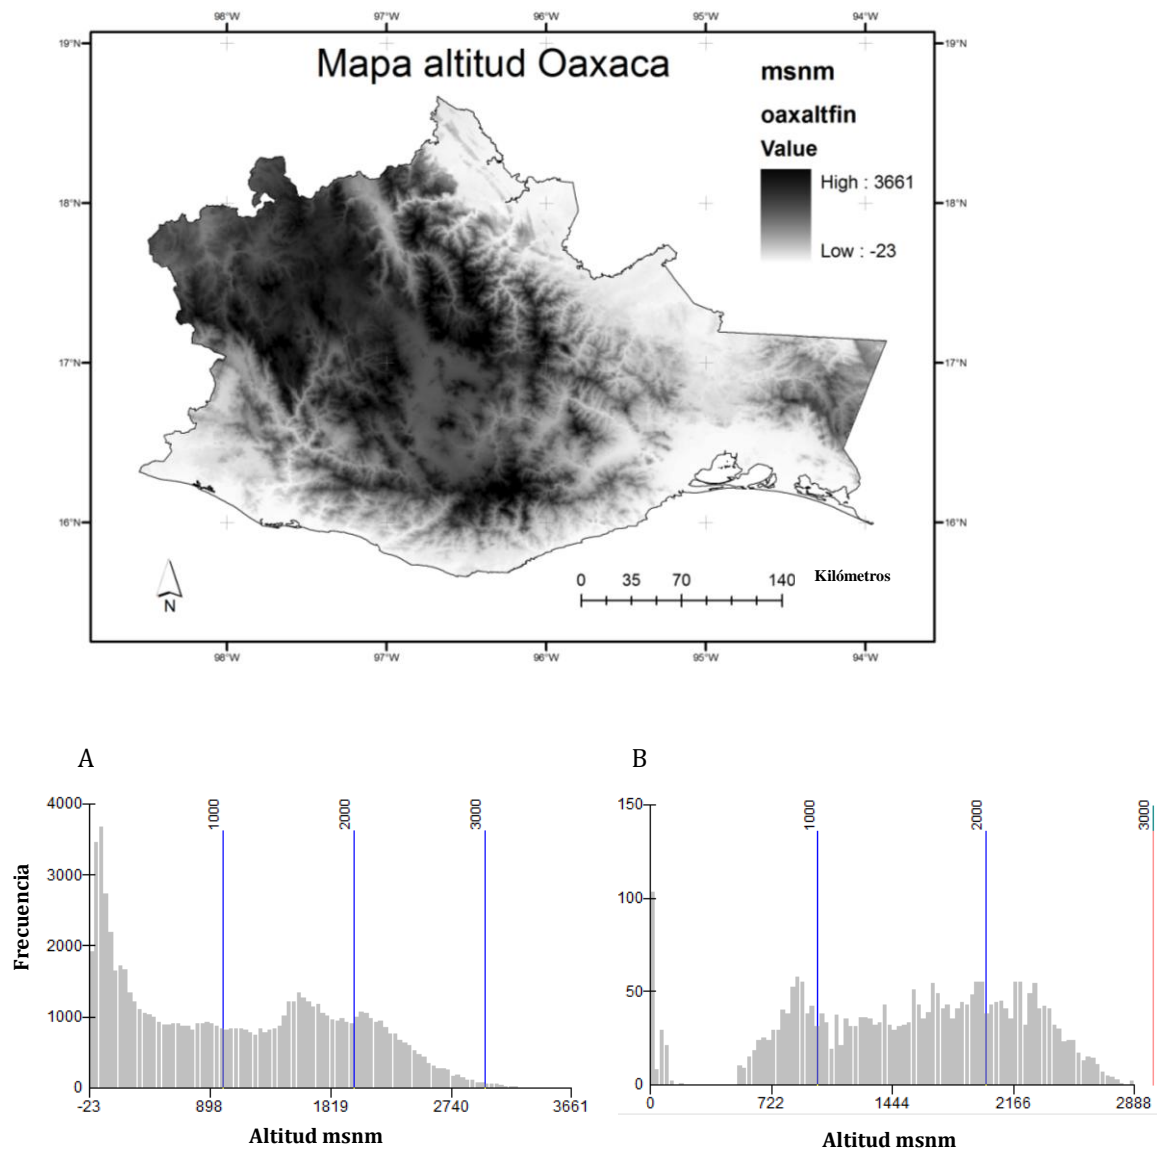 98°W 97°W 96°W 95°W 94°W
19°N 19°N
Mapa altitud Oaxaca
msnm
oaxaltfin
Value
High : 3661
18°N 18°N
Low : -23
17°N 17°N
16°N 16°N
0 35 70 140 Kilómetros
N
98°W 97°W 96°W 95°W 94°W
A
B
4000
3000
2000
1000
0
Frecuencia
1000 2000 3000
-23 898 1819 2740 3661
Altitud msnm
150
100
50
0
1000 2000 3000
0 722 1444 2166 2888
Altitud msnm